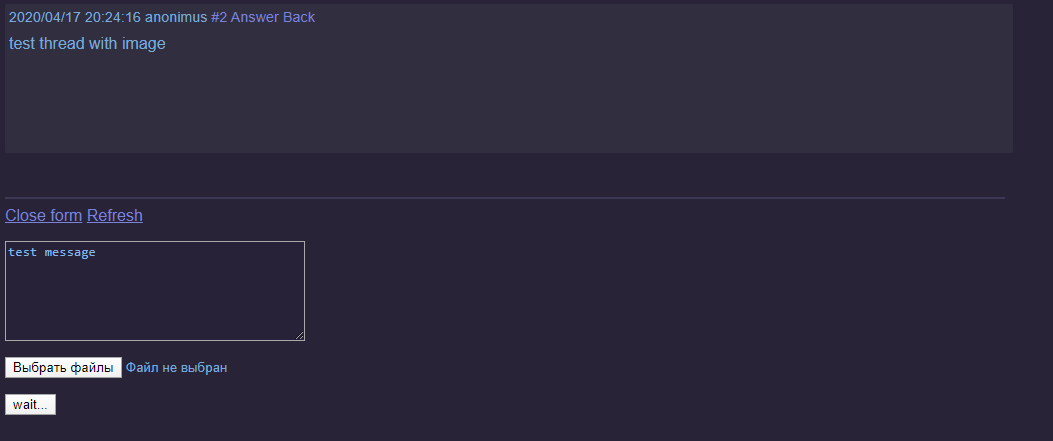 2020/04/17 20:24:16 anonimus #2 Answer Back
test thread with image
Close form Refresh
test message
Выбрать файлы Файл не выбран
wait...